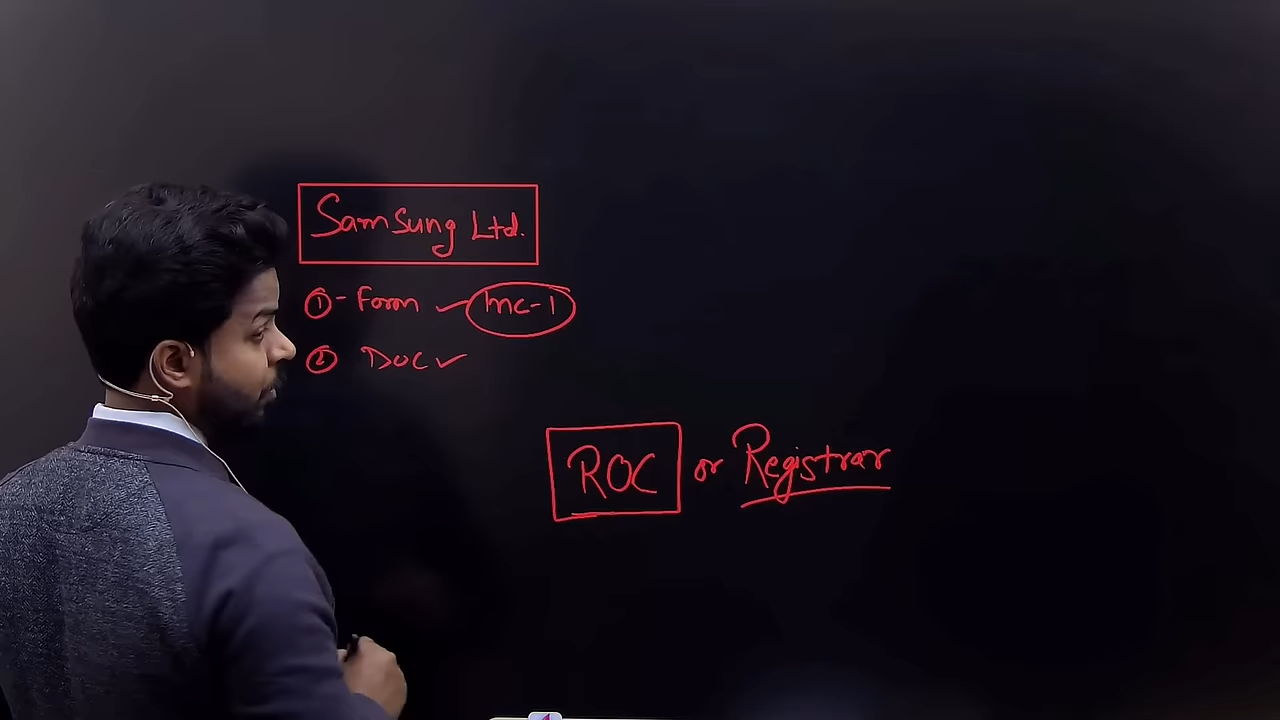 Samsung Ltd.
① - Form ✓ Inc-1
② DOC ✓
ROC or Registrar